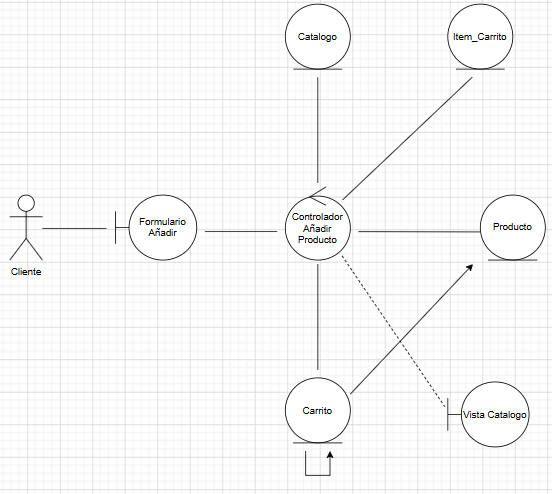 Catalogo
Item_Carrito
Formulario
Añadir
Controlador
Añadir
Producto
Producto
Cliente
Carrito
Vista Catalogo